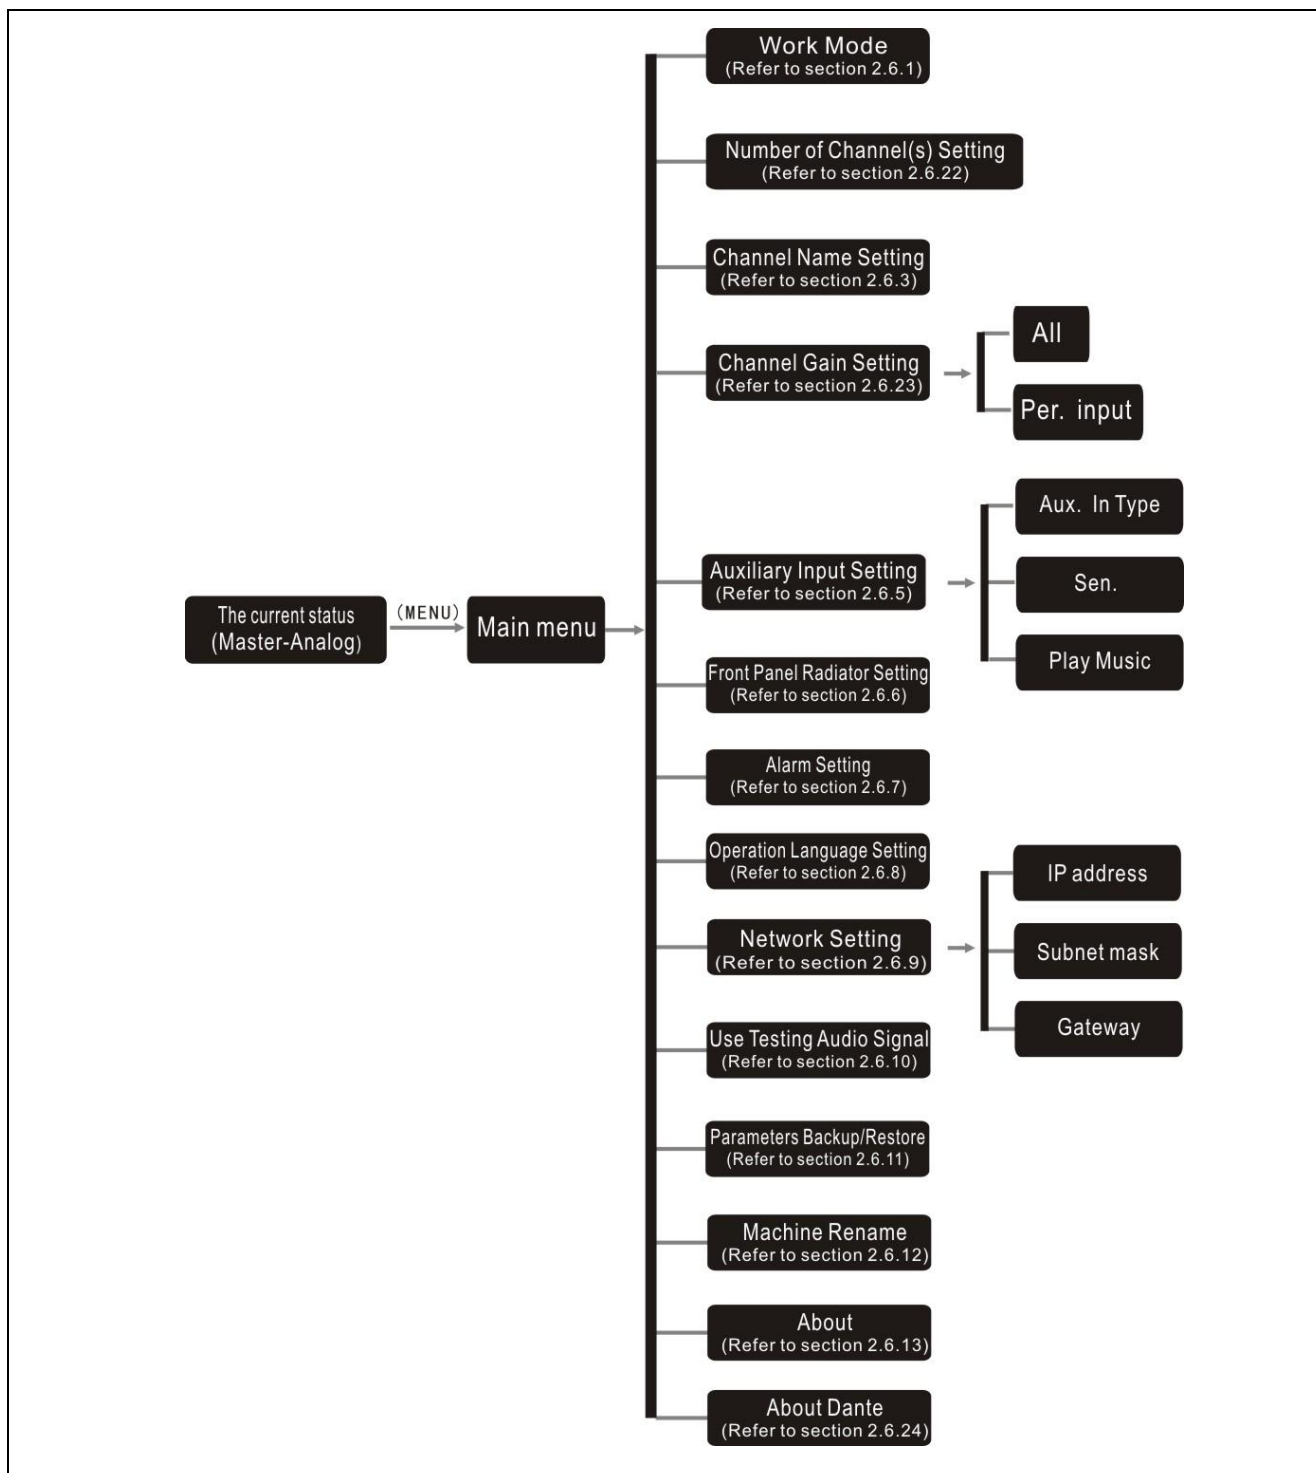 Work Mode
(Refer to section 2.6.1)
Number of Channel(s) Setting
(Refer to section 2.6.22)
Channel Name Setting
(Refer to section 2.6.3)
Channel Gain Setting
(Refer to section 2.6.23)
All
Per. input
Auxiliary Input Setting
(Refer to section 2.6.5)
Aux. In Type
Sen.
Play Music
The current status
(Master-Analog)
(MENU)
Main menu
Front Panel Radiator Setting
(Refer to section 2.6.6)
Alarm Setting
(Refer to section 2.6.7)
Operation Language Setting
(Refer to section 2.6.8)
Network Setting
(Refer to section 2.6.9)
IP address
Subnet mask
Gateway
Use Testing Audio Signal
(Refer to section 2.6.10)
Parameters Backup/Restore
(Refer to section 2.6.11)
Machine Rename
(Refer to section 2.6.12)
About
(Refer to section 2.6.13)
About Dante
(Refer to section 2.6.24)